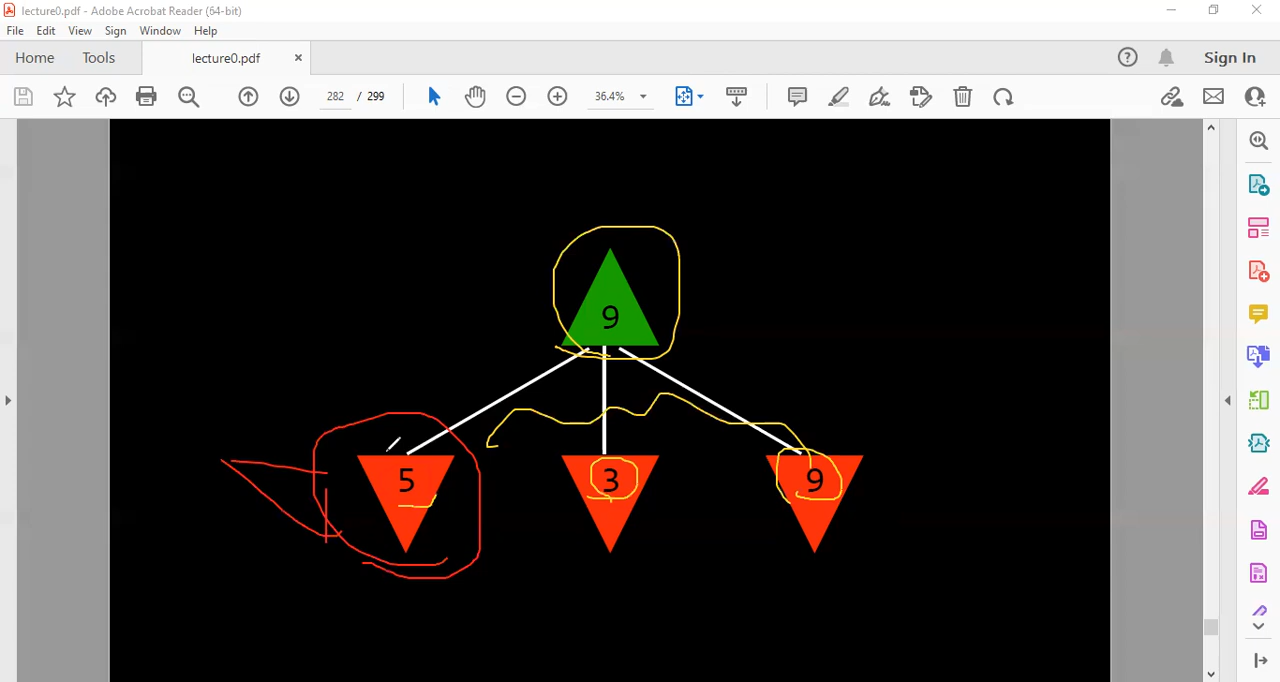 lecture0.pdf - Adobe Acrobat Reader (64-bit)
File Edit View Sign Window Help
Home Tools lecture0.pdf × Sign In
282 / 299 36.4%
9
5 3 9